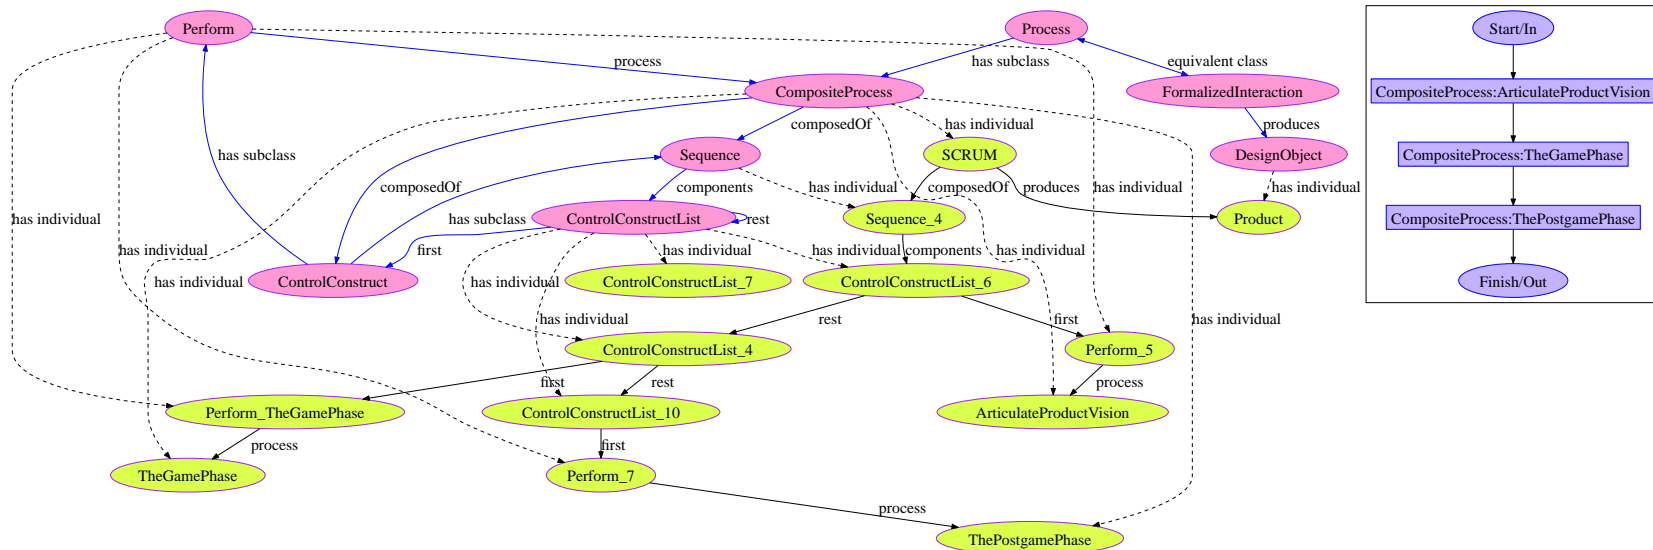 Perform
Process
Start/In
process
has subclass
equivalent class
CompositeProcess
FormalizedInteraction
CompositeProcess:ArticulateProductVision
composedOf
has individual
produces
has subclass
Sequence
SCRUM
DesignObject
CompositeProcess:TheGamePhase
composedOf
components
has individual
composedOf
produces
has individual
has individual
has individual
has subclass
ControlConstructList
rest
Sequence_4
Product
CompositeProcess:ThePostgamePhase
has individual
has individual
first
has individual
has individual
has individual
components
has individual
ControlConstruct
ControlConstructList_7
ControlConstructList_6
Finish/Out
has individual
rest
first
has individual
ControlConstructList_4
Perform_5
first
rest
process
Perform_TheGamePhase
ControlConstructList_10
ArticulateProductVision
process
first
TheGamePhase
Perform_7
process
ThePostgamePhase